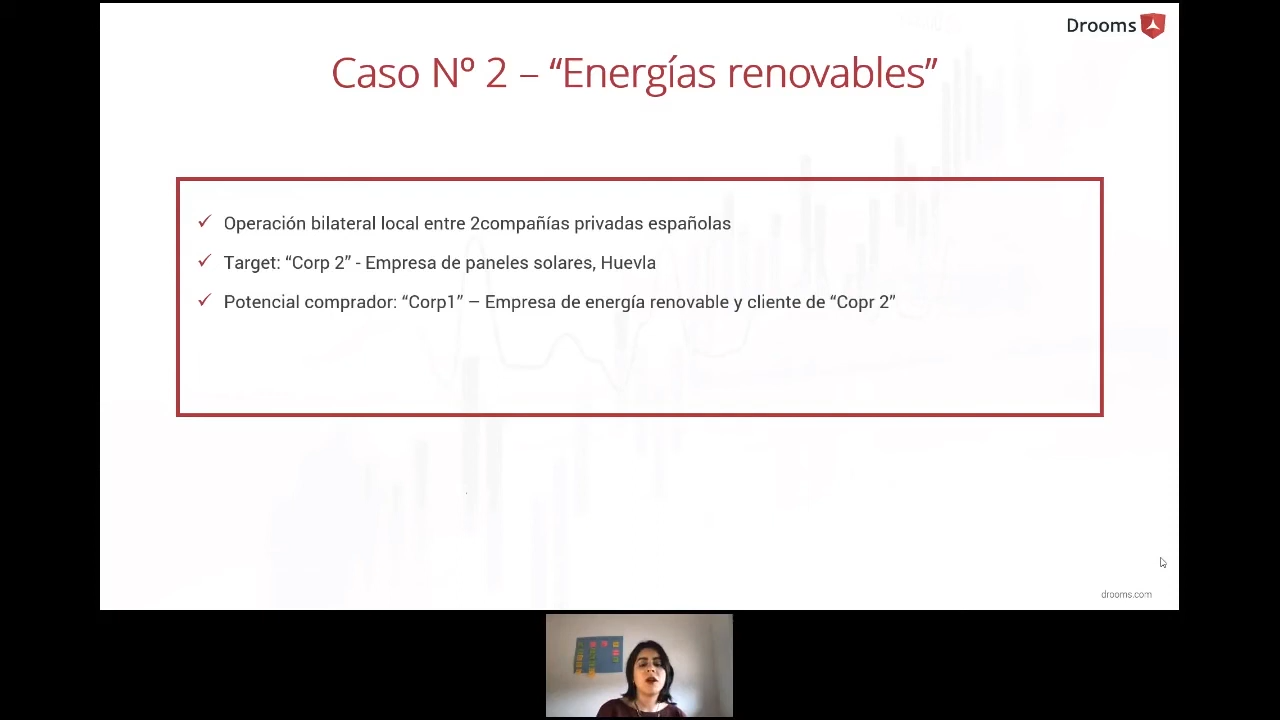 Drooms
Caso Nº 2 – “Energías renovables”
Operación bilateral local entre 2compañías privadas españolas
Target: “Corp 2” - Empresa de paneles solares, Huevla
Potencial comprador: “Corp1” – Empresa de energía renovable y cliente de “Copr 2”
drooms.com